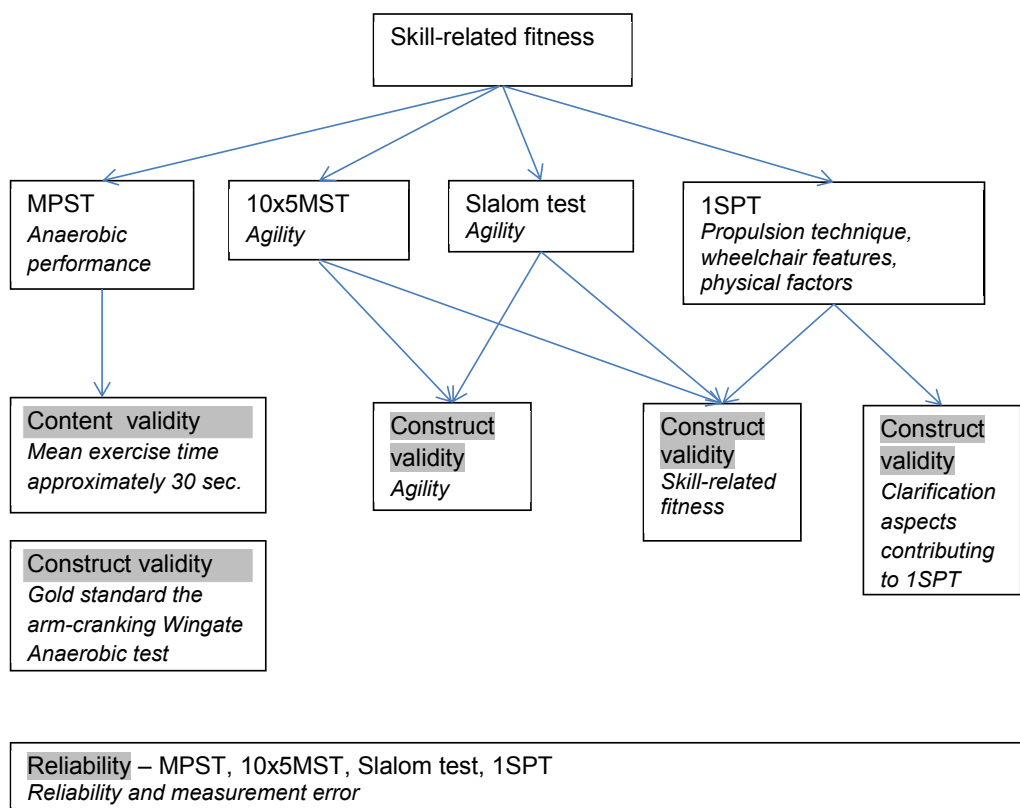 Skill-related fitness
MPST
Anaerobic
performance
10x5MST
Agility
Slalom test
Agility
1SPT
Propulsion technique,
wheelchair features,
physical factors
Content validity
Mean exercise time
approximately 30 sec.
Construct validity
Gold standard the
arm-cranking Wingate
Anaerobic test
Construct
validity
Agility
Construct
validity
Skill-related
fitness
Construct
validity
Clarification
aspects
contributing
to 1SPT
Reliability – MPST, 10x5MST, Slalom test, 1SPT
Reliability and measurement error